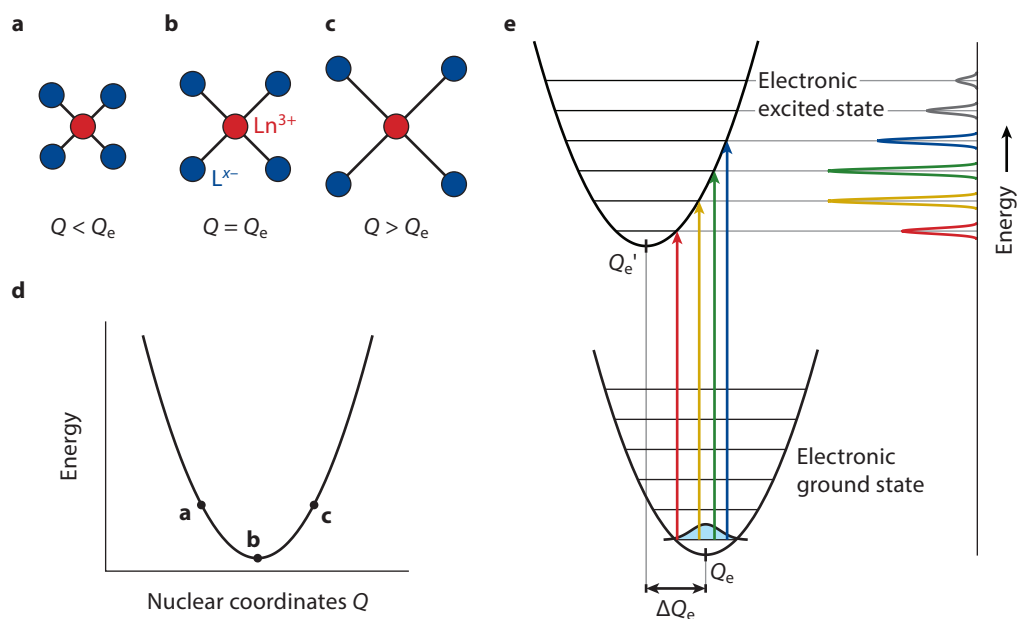 a
b
c
Ln³⁺
Lˣ⁻
Q < Qₑ
Q = Qₑ
Q > Qₑ
d
Energy
a
b
c
Nuclear coordinates Q
e
Electronic
excited state
Qₑ'
Energy
Electronic
ground state
Qₑ
ΔQₑ